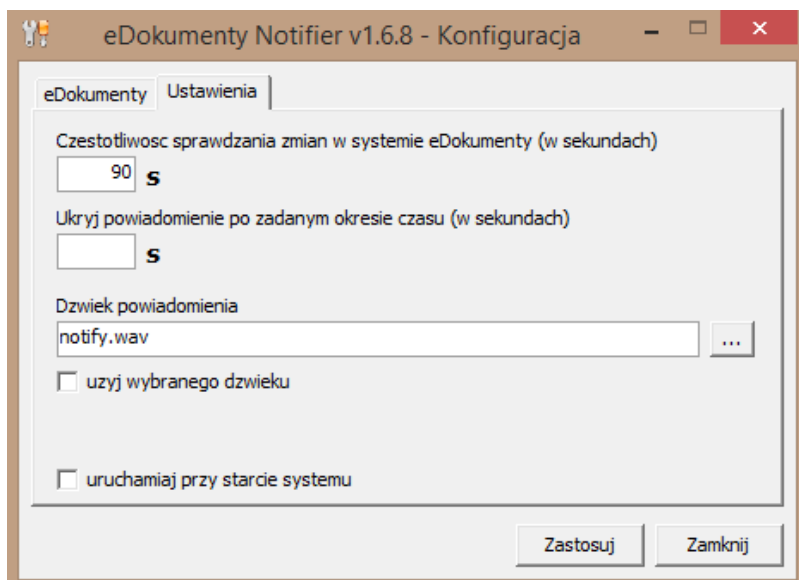 eDokumenty Notifier v1.6.8 - Konfiguracja
eDokumenty Ustawienia
Czestotliwosc sprawdzania zmian w systemie eDokumenty (w sekundach)
90 s
Ukryj powiadomienie po zadanym okresie czasu (w sekundach)
s
Dzwiek powiadomienia
notify.wav ...
uzyj wybranego dzwieku
uruchamiaj przy starcie systemu
Zastosuj Zamknij